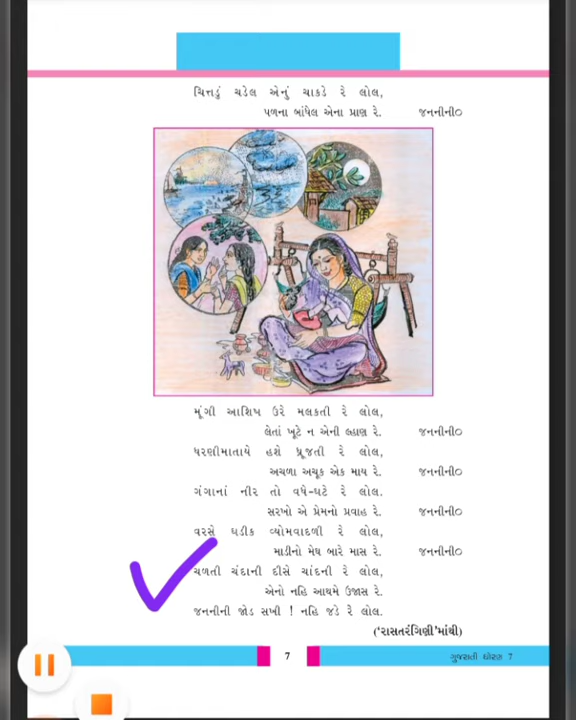 ચિત્તડું ચડેલ એનું ચાકડે રે લોલ,
પળના બાંધેલ એના પ્રાણ રે. જનનીની૦
મૂંગી આશિષ ઉરે મલકતી રે લોલ,
લેતાં ખૂટે ન એની લહાણ રે. જનનીની૦
ધરણીમાતાયે હશે ધ્રૂજતી રે લોલ,
અચળા અચૂક એક માય રે. જનનીની૦
ગંગાનાં નીર તો વધે-ઘટે રે લોલ.
સરખો એ પ્રેમનો પ્રવાહ રે. જનનીની૦
વરસે ઘડીક વ્યોમવાદળી રે લોલ,
માડીનો મેઘ બારે માસ રે. જનનીની૦
ચળતી ચંદાની દીસે ચાંદની રે લોલ,
એનો નહિ આથમે ઉજાસ રે.
જનનીની જોડ સખી ! નહિ જડે રે લોલ.
('રાસતરંગિણી'માંથી)
7 ગુજરાતી ધોરણ 7